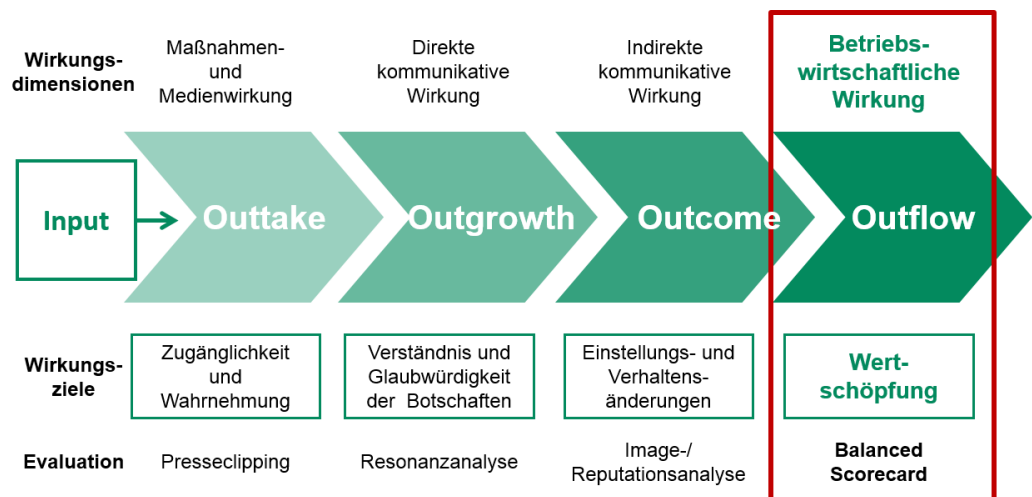 Wirkungs-
dimensionen
Maßnahmen-
und
Medienwirkung
Direkte
kommunikative
Wirkung
Indirekte
kommunikative
Wirkung
Betriebs-
wirtschaftliche
Wirkung
Input
Outtake
Outgrowth
Outcome
Outflow
Wirkungs-
ziele
Zugänglichkeit
und
Wahrnehmung
Verständnis und
Glaubwürdigkeit
der Botschaften
Einstellungs- und
Verhaltens-
änderungen
Wert-
schöpfung
Evaluation
Presseclipping
Resonanzanalyse
Image-/
Reputationsanalyse
Balanced
Scorecard